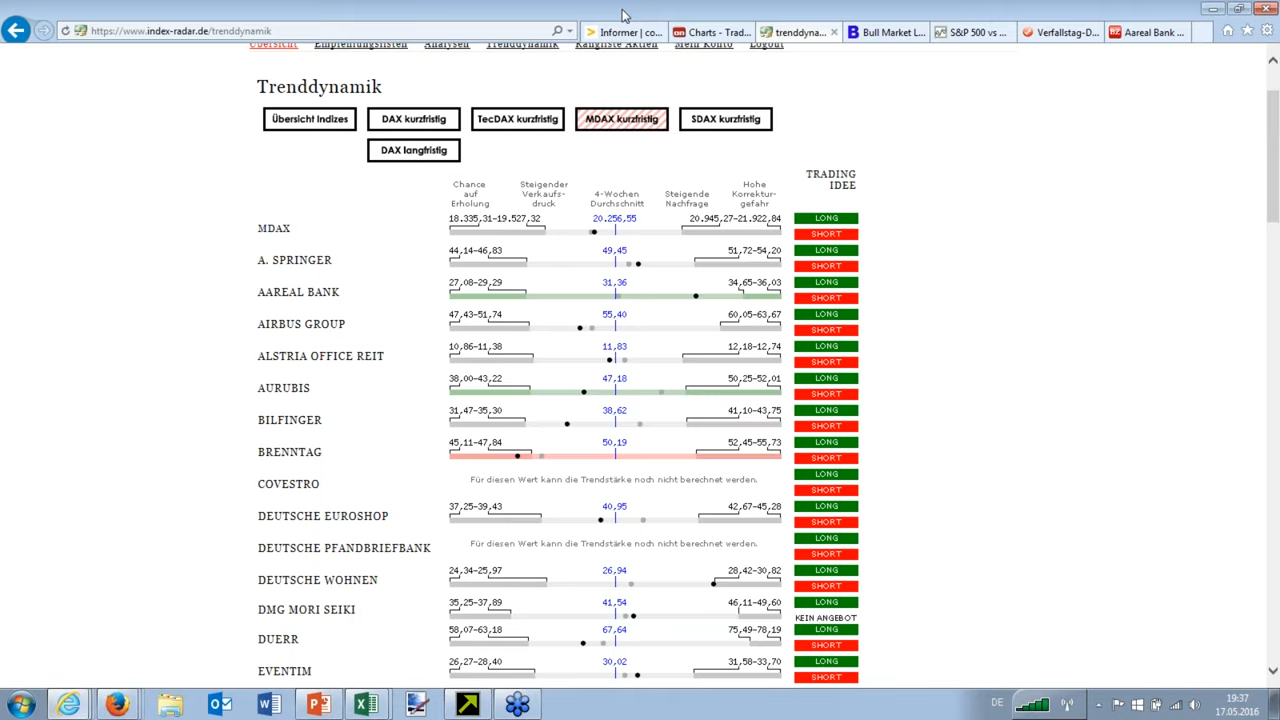 https://www.index-radar.de/trenddynamik
Informer | co...
Charts - Trad...
trenddyna...
Bull Market L...
S&P 500 vs ...
Verfallstag-D...
Aareal Bank ...
Übersicht Empfehlungslisten Analysen Trenddynamik Rangliste Aktien Mein Konto Logout
Trenddynamik
Übersicht Indizes DAX kurzfristig TecDAX kurzfristig MDAX kurzfristig SDAX kurzfristig
DAX langfristig
TRADING
IDEE
Chance
auf
Erholung
Steigender
Verkaufs-
druck
4-Wochen
Durchschnitt
Steigende
Nachfrage
Hohe
Korrektur-
gefahr
18.335,31-19.527,32 20.256,55 20.945,27-21.922,84 LONG
MDAX SHORT
44,14-46,83 49,45 51,72-54,20 LONG
A. SPRINGER SHORT
27,08-29,29 31,36 34,65-36,03 LONG
AAREAL BANK SHORT
47,43-51,74 55,40 60,05-63,67 LONG
AIRBUS GROUP SHORT
10,86-11,38 11,83 12,18-12,74 LONG
ALSTRIA OFFICE REIT SHORT
38,00-43,22 47,18 50,25-52,01 LONG
AURUBIS SHORT
31,47-35,30 38,62 41,10-43,75 LONG
BILFINGER SHORT
45,11-47,84 50,19 52,45-55,73 LONG
BRENNTAG SHORT
LONG
COVESTRO Für diesen Wert kann die Trendstärke noch nicht berechnet werden. SHORT
37,25-39,43 40,95 42,67-45,28 LONG
DEUTSCHE EUROSHOP SHORT
LONG
DEUTSCHE PFANDBRIEFBANK Für diesen Wert kann die Trendstärke noch nicht berechnet werden. SHORT
24,34-25,97 26,94 28,42-30,82 LONG
DEUTSCHE WOHNEN SHORT
35,25-37,89 41,54 46,11-49,60 LONG
DMG MORI SEIKI KEIN ANGEBOT
58,07-63,18 67,64 75,49-78,19 LONG
DUERR SHORT
26,27-28,40 30,02 31,58-33,70 LONG
EVENTIM SHORT
DE
19:37
17.05.2016